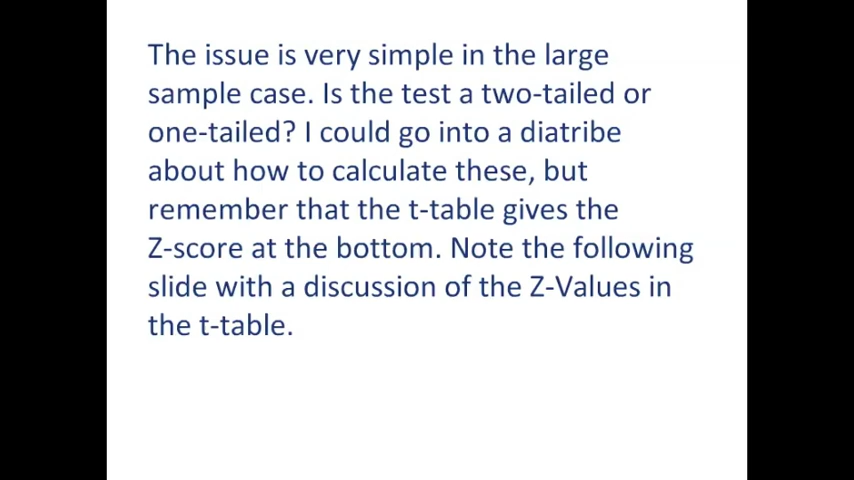 The issue is very simple in the large
sample case. Is the test a two-tailed or
one-tailed? I could go into a diatribe
about how to calculate these, but
remember that the t-table gives the
Z-score at the bottom. Note the following
slide with a discussion of the Z-Values in
the t-table.